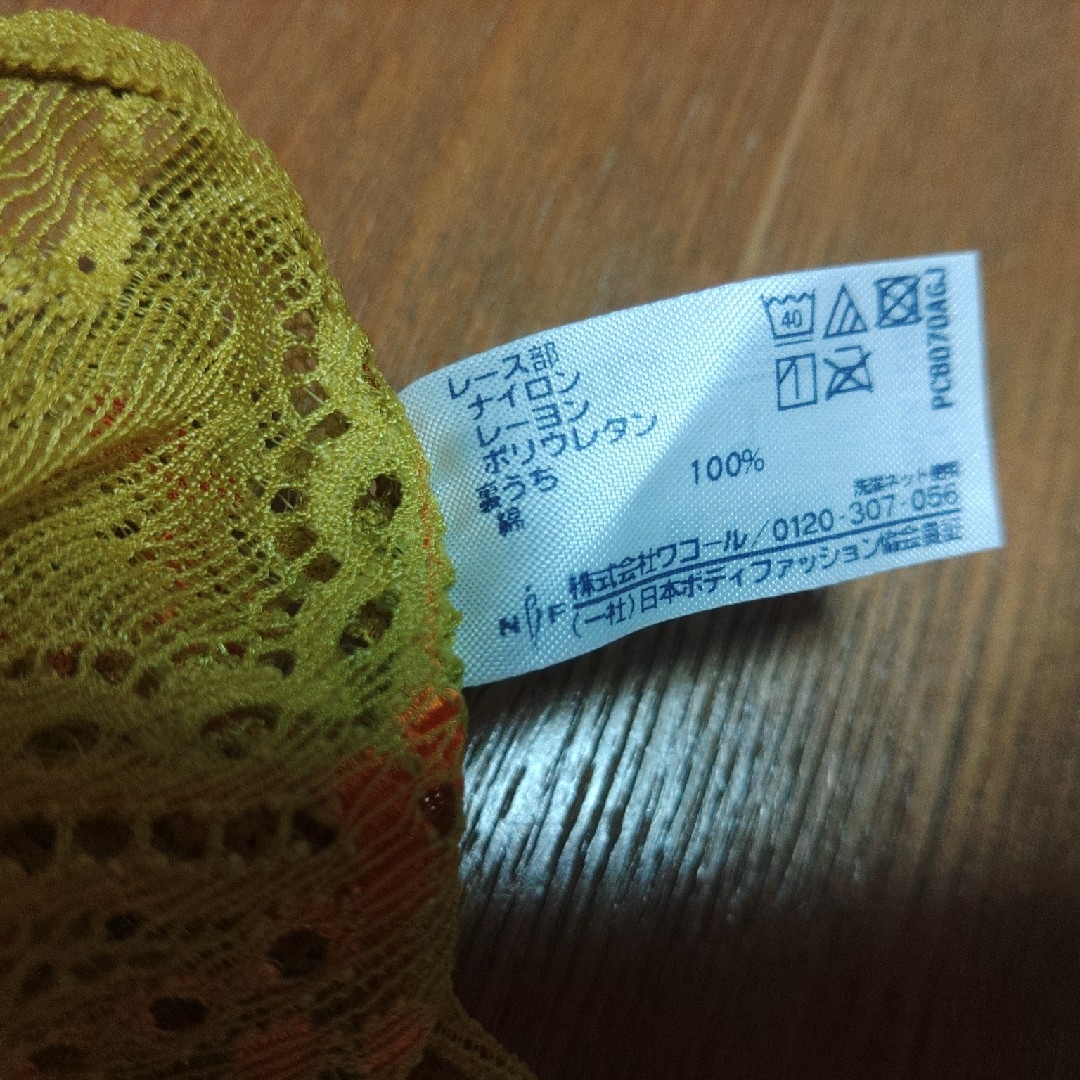 レース部
ナイロン
レーヨン
ポリウレタン
裏うち
綿 100%
洗濯ネット使用
株式会社ワコール/0120-307-056
NBF (一社)日本ボディファッション協会会員証
40
PCB070AGJ